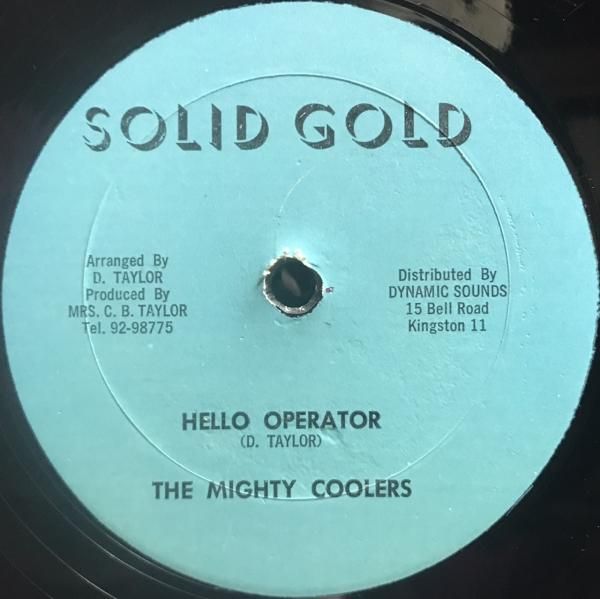 SOLID GOLD
Arranged By
D. TAYLOR
Produced By
MRS. C. B. TAYLOR
Tel. 92-98775
Distributed By
DYNAMIC SOUNDS
15 Bell Road
Kingston 11
HELLO OPERATOR
(D. TAYLOR)
THE MIGHTY COOLERS